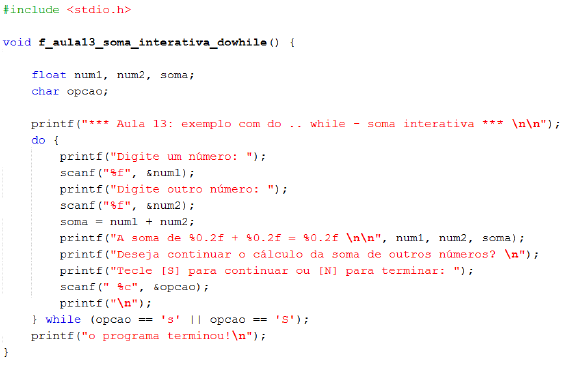 #include <stdio.h>
void f_aula13_soma_interativa_dowhile() {
float num1, num2, soma;
char opcao;
printf("*** Aula 13: exemplo com do .. while - soma interativa *** \n\n");
do {
printf("Digite um número: ");
scanf("%f", &num1);
printf("Digite outro número: ");
scanf("%f", &num2);
soma = num1 + num2;
printf("A soma de %0.2f + %0.2f = %0.2f \n\n", num1, num2, soma);
printf("Deseja continuar o cálculo da soma de outros números? \n");
printf("Tecle [S] para continuar ou [N] para terminar: ");
scanf(" %c", &opcao);
printf("\n");
} while (opcao == 's' || opcao == 'S');
printf("o programa terminou!\n");
}